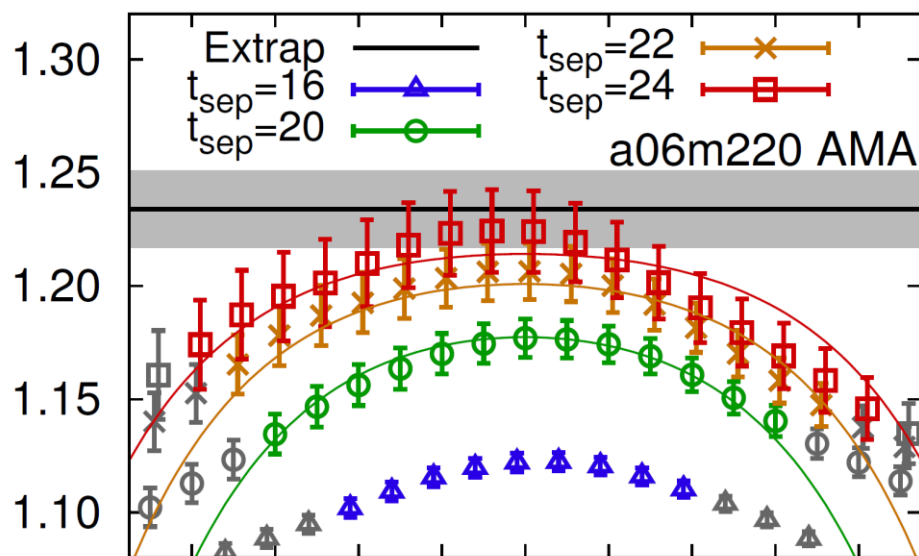 1.30
1.25
1.20
1.15
1.10
Extrap
t_sep=16
t_sep=20
t_sep=22
t_sep=24
a06m220 AMA